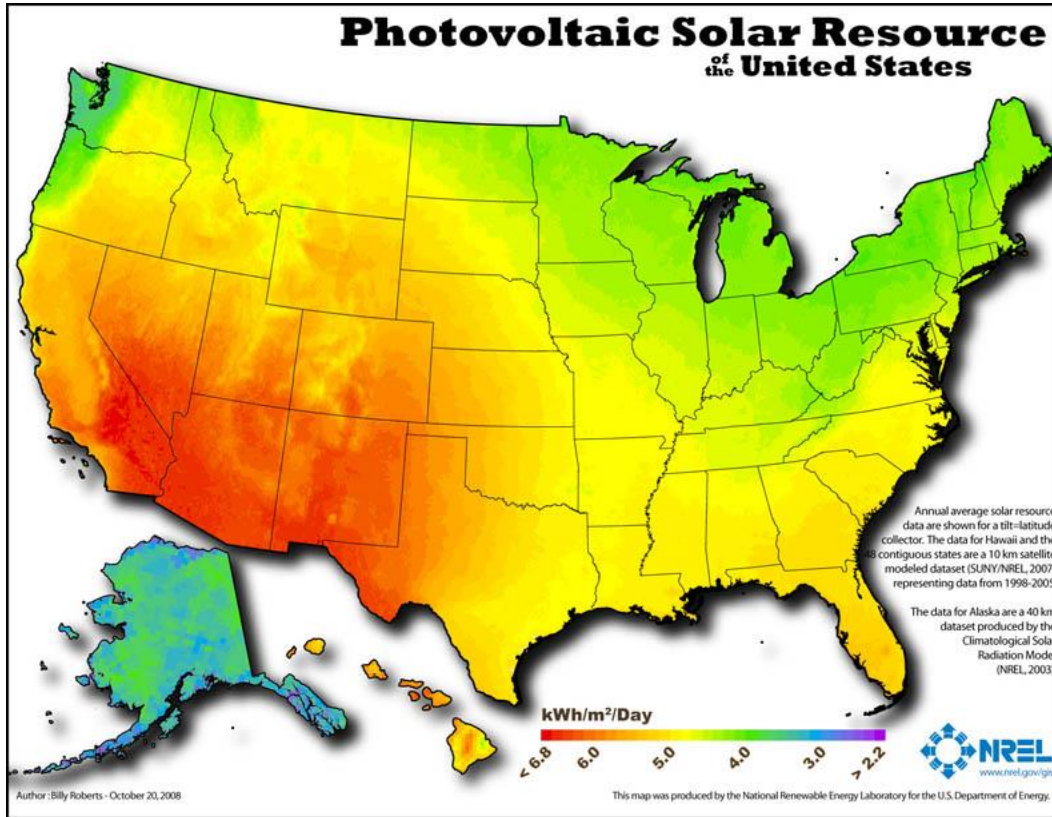 Photovoltaic Solar Resource
of the United States
Annual average solar resource
data are shown for a tilt=latitude
collector. The data for Hawaii and the
48 contiguous states are a 10 km satellite
modeled dataset (SUNY/NREL, 2007)
representing data from 1998-2005
The data for Alaska are a 40 km
dataset produced by the
Climatological Solar
Radiation Model
(NREL, 2003)
kWh/m²/Day
< 6.8 6.0 5.0 4.0 3.0 > 2.2
NREL
www.nrel.gov/gis
Author : Billy Roberts - October 20, 2008
This map was produced by the National Renewable Energy Laboratory for the U.S. Department of Energy.